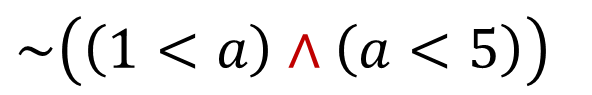 ~((1 < a) ∧ (a < 5))